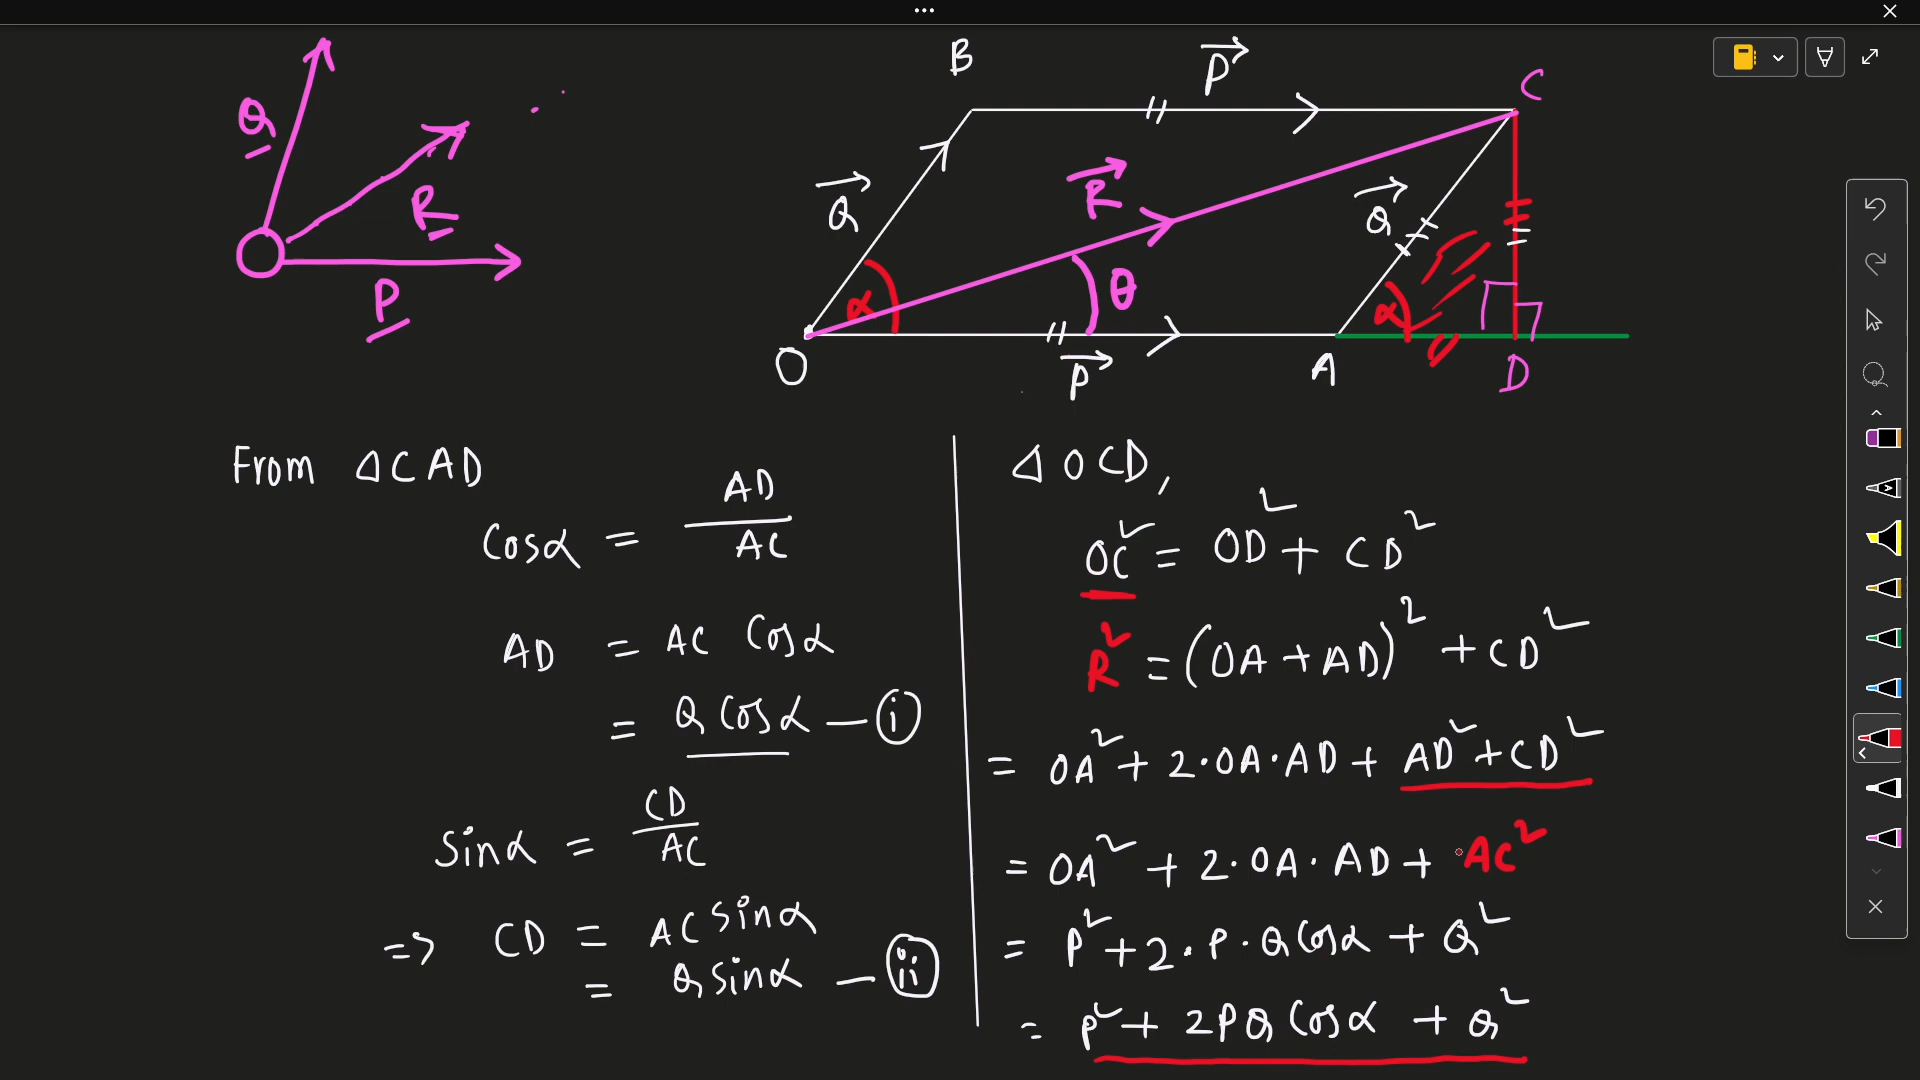 Q
R
P
B
P
C
Q
R
Q
α
θ
α
O
P
A
D
From △CAD
Cosα = AD/AC
AD = AC Cosα
= Q Cosα — (i)
Sinα = CD/AC
=> CD = AC sinα
= Q sinα — (ii)
△OCD,
OC² = OD² + CD²
R² = (OA + AD)² + CD²
= OA² + 2·OA·AD + AD² + CD²
= OA² + 2·OA·AD + AC²
= P² + 2·P·Q Cosα + Q²
= P² + 2PQ Cosα + Q²